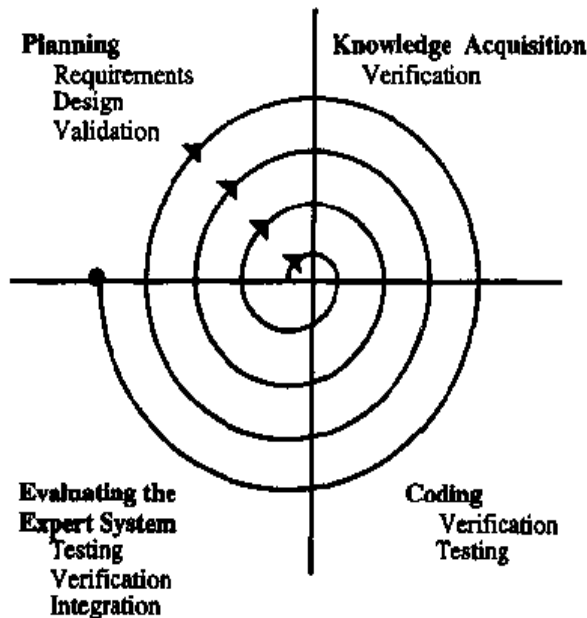 Planning
Requirements
Design
Validation
Knowledge Acquisition
Verification
Evaluating the
Expert System
Testing
Verification
Integration
Coding
Verification
Testing